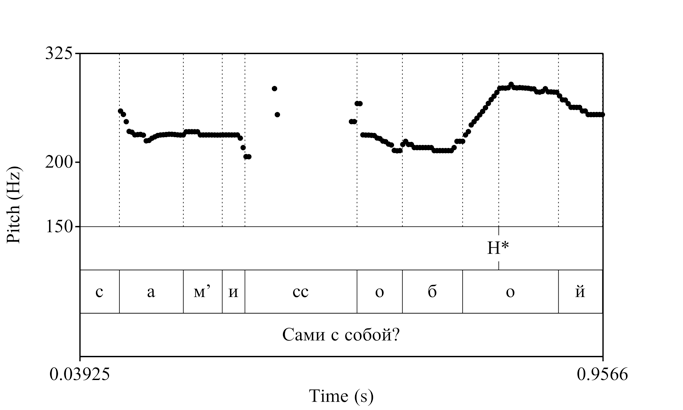 325
200
150
Pitch (Hz)
H*
с а м’ и сс о б о й
Сами с собой?
0.03925 0.9566
Time (s)